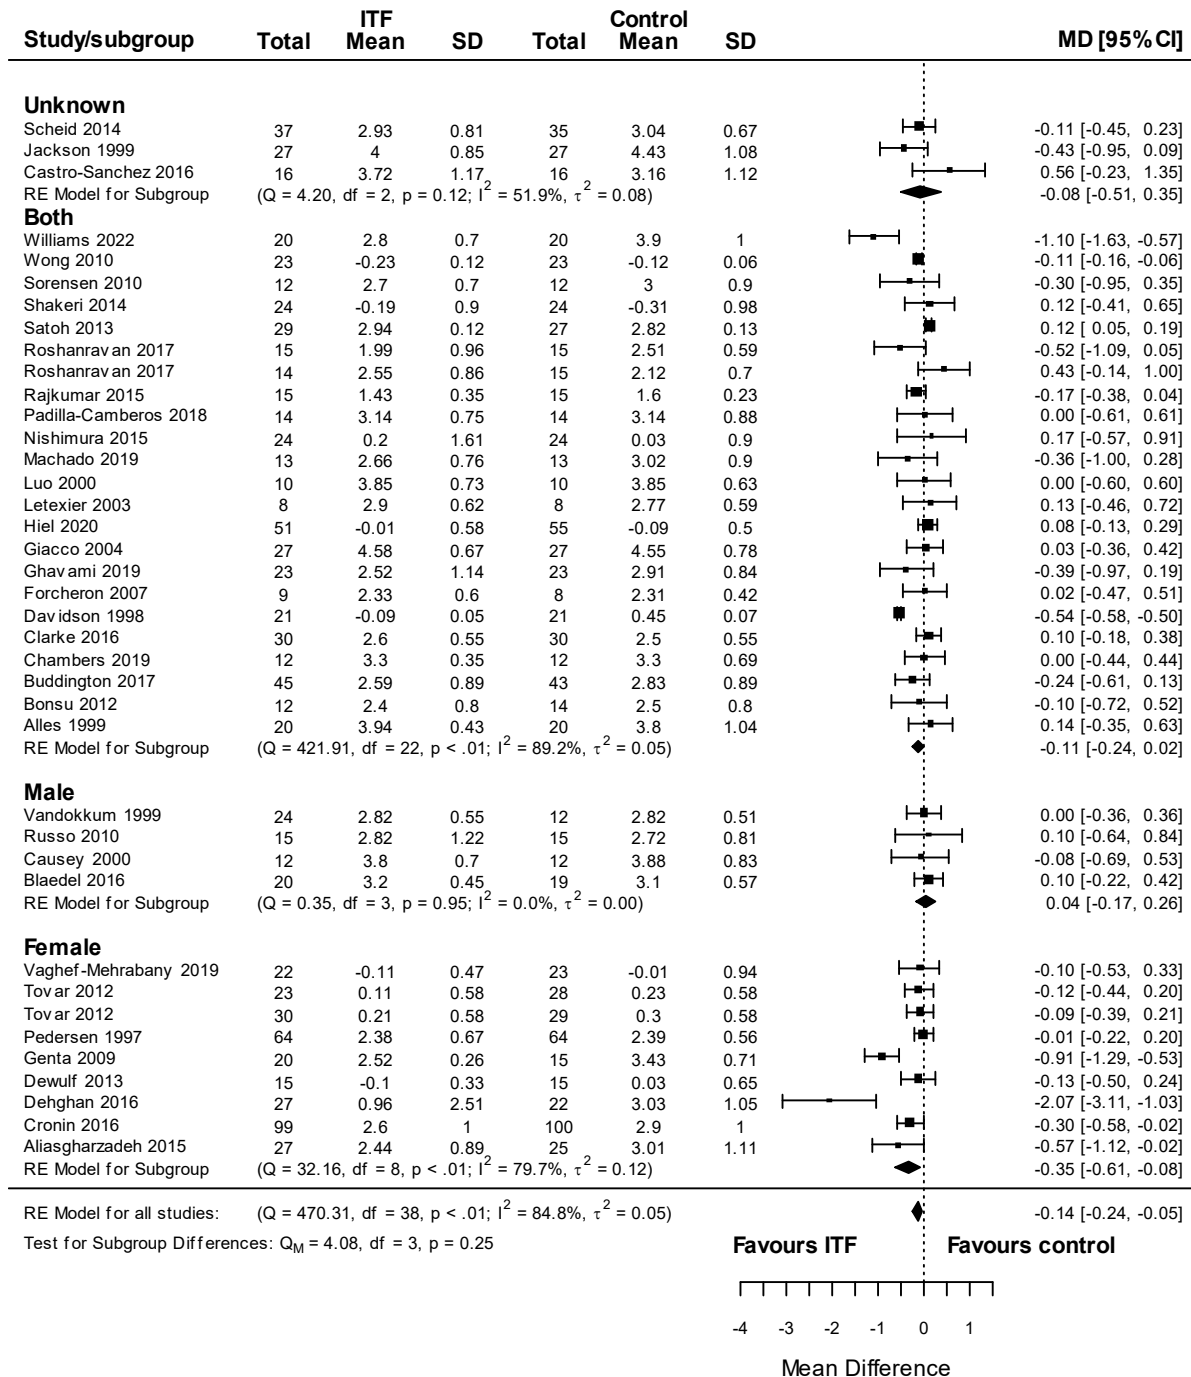 ITF Control
Study/subgroup Total Mean SD Total Mean SD MD [95% CI]
Unknown
Scheid 2014 37 2.93 0.81 35 3.04 0.67 -0.11 [-0.45, 0.23]
Jackson 1999 27 4 0.85 27 4.43 1.08 -0.43 [-0.95, 0.09]
Castro-Sanchez 2016 16 3.72 1.17 16 3.16 1.12 0.56 [-0.23, 1.35]
RE Model for Subgroup (Q = 4.20, df = 2, p = 0.12; I² = 51.9%, τ² = 0.08) -0.08 [-0.51, 0.35]
Both
Williams 2022 20 2.8 0.7 20 3.9 1 -1.10 [-1.63, -0.57]
Wong 2010 23 -0.23 0.12 23 -0.12 0.06 -0.11 [-0.16, -0.06]
Sorensen 2010 12 2.7 0.7 12 3 0.9 -0.30 [-0.95, 0.35]
Shakeri 2014 24 -0.19 0.9 24 -0.31 0.98 0.12 [-0.41, 0.65]
Satoh 2013 29 2.94 0.12 27 2.82 0.13 0.12 [ 0.05, 0.19]
Roshanravan 2017 15 1.99 0.96 15 2.51 0.59 -0.52 [-1.09, 0.05]
Roshanravan 2017 14 2.55 0.86 15 2.12 0.7 0.43 [-0.14, 1.00]
Rajkumar 2015 15 1.43 0.35 15 1.6 0.23 -0.17 [-0.38, 0.04]
Padilla-Camberos 2018 14 3.14 0.75 14 3.14 0.88 0.00 [-0.61, 0.61]
Nishimura 2015 24 0.2 1.61 24 0.03 0.9 0.17 [-0.57, 0.91]
Machado 2019 13 2.66 0.76 13 3.02 0.9 -0.36 [-1.00, 0.28]
Luo 2000 10 3.85 0.73 10 3.85 0.63 0.00 [-0.60, 0.60]
Letexier 2003 8 2.9 0.62 8 2.77 0.59 0.13 [-0.46, 0.72]
Hiel 2020 51 -0.01 0.58 55 -0.09 0.5 0.08 [-0.13, 0.29]
Giacco 2004 27 4.58 0.67 27 4.55 0.78 0.03 [-0.36, 0.42]
Ghavami 2019 23 2.52 1.14 23 2.91 0.84 -0.39 [-0.97, 0.19]
Forcheron 2007 9 2.33 0.6 8 2.31 0.42 0.02 [-0.47, 0.51]
Davidson 1998 21 -0.09 0.05 21 0.45 0.07 -0.54 [-0.58, -0.50]
Clarke 2016 30 2.6 0.55 30 2.5 0.55 0.10 [-0.18, 0.38]
Chambers 2019 12 3.3 0.35 12 3.3 0.69 0.00 [-0.44, 0.44]
Buddington 2017 45 2.59 0.89 43 2.83 0.89 -0.24 [-0.61, 0.13]
Bonsu 2012 12 2.4 0.8 14 2.5 0.8 -0.10 [-0.72, 0.52]
Alles 1999 20 3.94 0.43 20 3.8 1.04 0.14 [-0.35, 0.63]
RE Model for Subgroup (Q = 421.91, df = 22, p < .01; I² = 89.2%, τ² = 0.05) -0.11 [-0.24, 0.02]
Male
Vandokkum 1999 24 2.82 0.55 12 2.82 0.51 0.00 [-0.36, 0.36]
Russo 2010 15 2.82 1.22 15 2.72 0.81 0.10 [-0.64, 0.84]
Causey 2000 12 3.8 0.7 12 3.88 0.83 -0.08 [-0.69, 0.53]
Blaedel 2016 20 3.2 0.45 19 3.1 0.57 0.10 [-0.22, 0.42]
RE Model for Subgroup (Q = 0.35, df = 3, p = 0.95; I² = 0.0%, τ² = 0.00) 0.04 [-0.17, 0.26]
Female
Vaghef-Mehrabany 2019 22 -0.11 0.47 23 -0.01 0.94 -0.10 [-0.53, 0.33]
Tovar 2012 23 0.11 0.58 28 0.23 0.58 -0.12 [-0.44, 0.20]
Tovar 2012 30 0.21 0.58 29 0.3 0.58 -0.09 [-0.39, 0.21]
Pedersen 1997 64 2.38 0.67 64 2.39 0.56 -0.01 [-0.22, 0.20]
Genta 2009 20 2.52 0.26 15 3.43 0.71 -0.91 [-1.29, -0.53]
Dewulf 2013 15 -0.1 0.33 15 0.03 0.65 -0.13 [-0.50, 0.24]
Dehghan 2016 27 0.96 2.51 22 3.03 1.05 -2.07 [-3.11, -1.03]
Cronin 2016 99 2.6 1 100 2.9 1 -0.30 [-0.58, -0.02]
Aliasgharzadeh 2015 27 2.44 0.89 25 3.01 1.11 -0.57 [-1.12, -0.02]
RE Model for Subgroup (Q = 32.16, df = 8, p < .01; I² = 79.7%, τ² = 0.12) -0.35 [-0.61, -0.08]
RE Model for all studies: (Q = 470.31, df = 38, p < .01; I² = 84.8%, τ² = 0.05) -0.14 [-0.24, -0.05]
Test for Subgroup Differences: Q_M = 4.08, df = 3, p = 0.25
Favours ITF Favours control
-4 -3 -2 -1 0 1
Mean Difference